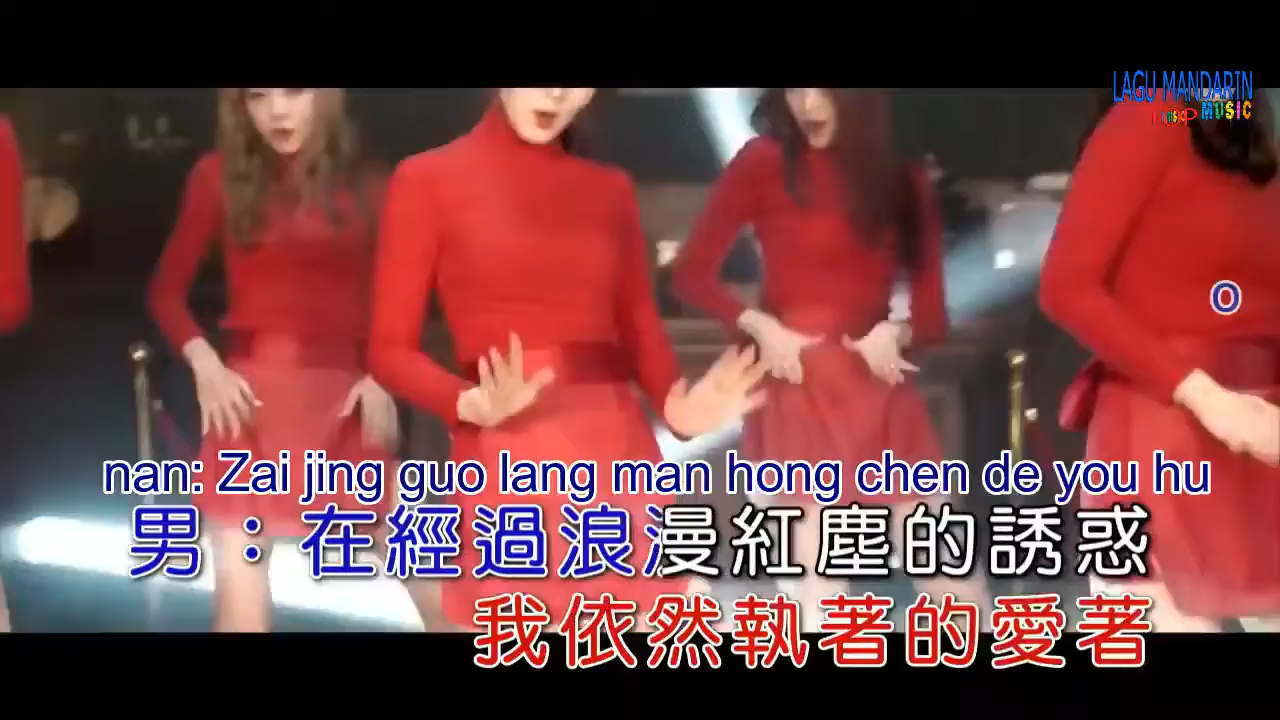 LAGU MANDARIN
MUSIC
o
nan: Zai jing guo lang man hong chen de you hu
男：在經過浪漫紅塵的誘惑
我依然執著的愛著